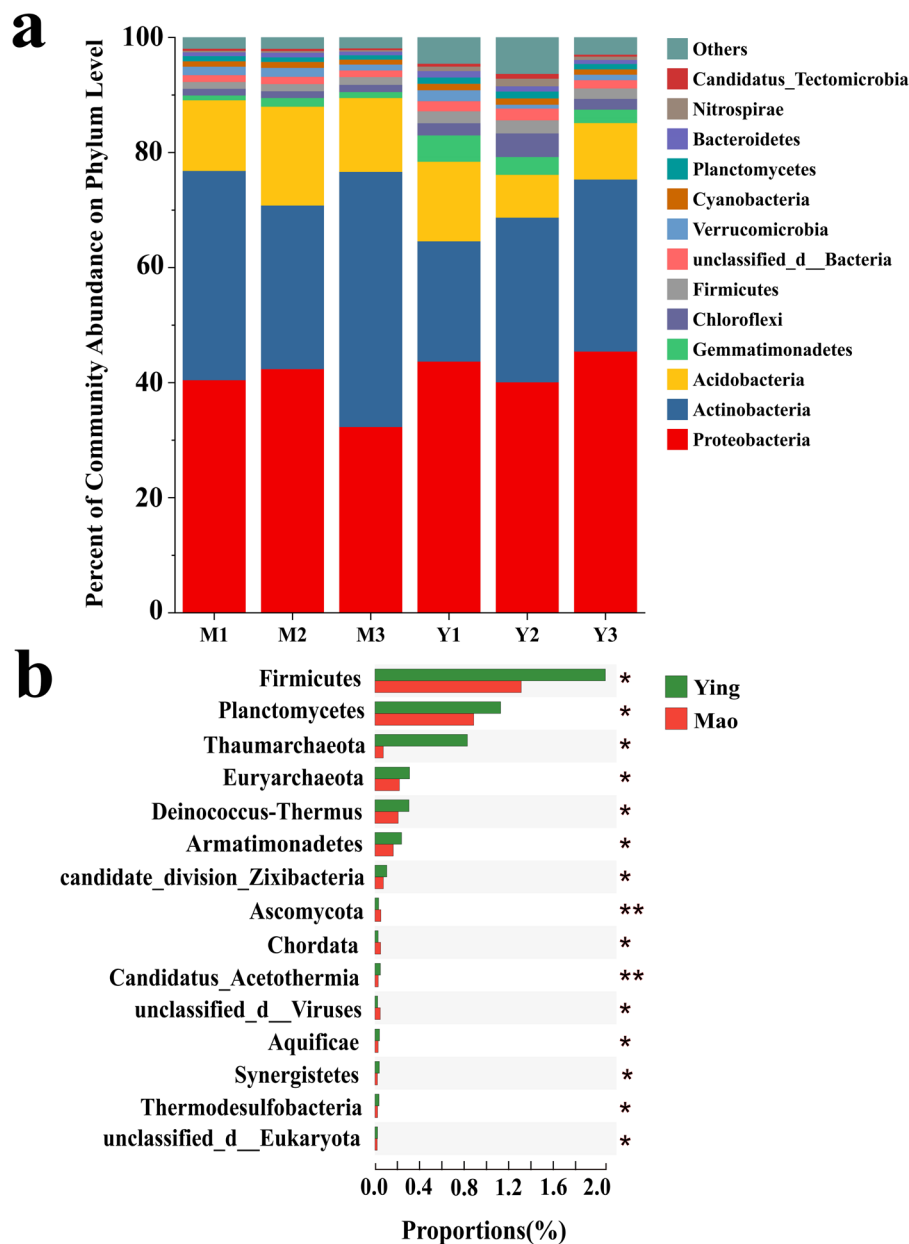 a
Percent of Community Abundance on Phylum Level
100
80
60
40
20
0
M1 M2 M3 Y1 Y2 Y3
Others
Candidatus_Tectomicrobia
Nitrospirae
Bacteroidetes
Planctomycetes
Cyanobacteria
Verrucomicrobia
unclassified_d__Bacteria
Firmicutes
Chloroflexi
Gemmatimonadetes
Acidobacteria
Actinobacteria
Proteobacteria
b
Firmicutes *
Planctomycetes *
Thaumarchaeota *
Euryarchaeota *
Deinococcus-Thermus *
Armatimonadetes *
candidate_division_Zixibacteria *
Ascomycota **
Chordata *
Candidatus_Acetothermia **
unclassified_d__Viruses *
Aquificae *
Synergistetes *
Thermodesulfobacteria *
unclassified_d__Eukaryota *
Ying
Mao
0.0 0.4 0.8 1.2 1.6 2.0
Proportions(%)